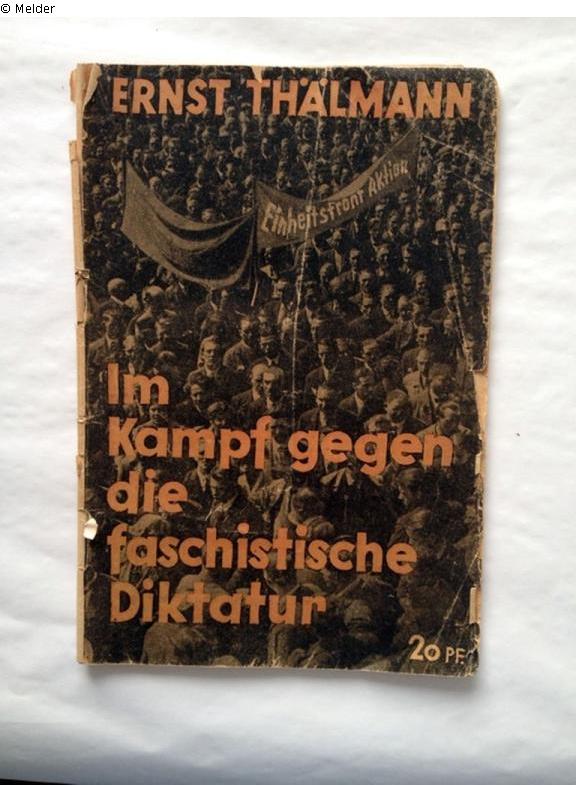 © Melder
ERNST THÄLMANN
Einheitsfront Aktion
Im
Kampf gegen
die
faschistische
Diktatur
20 PF.